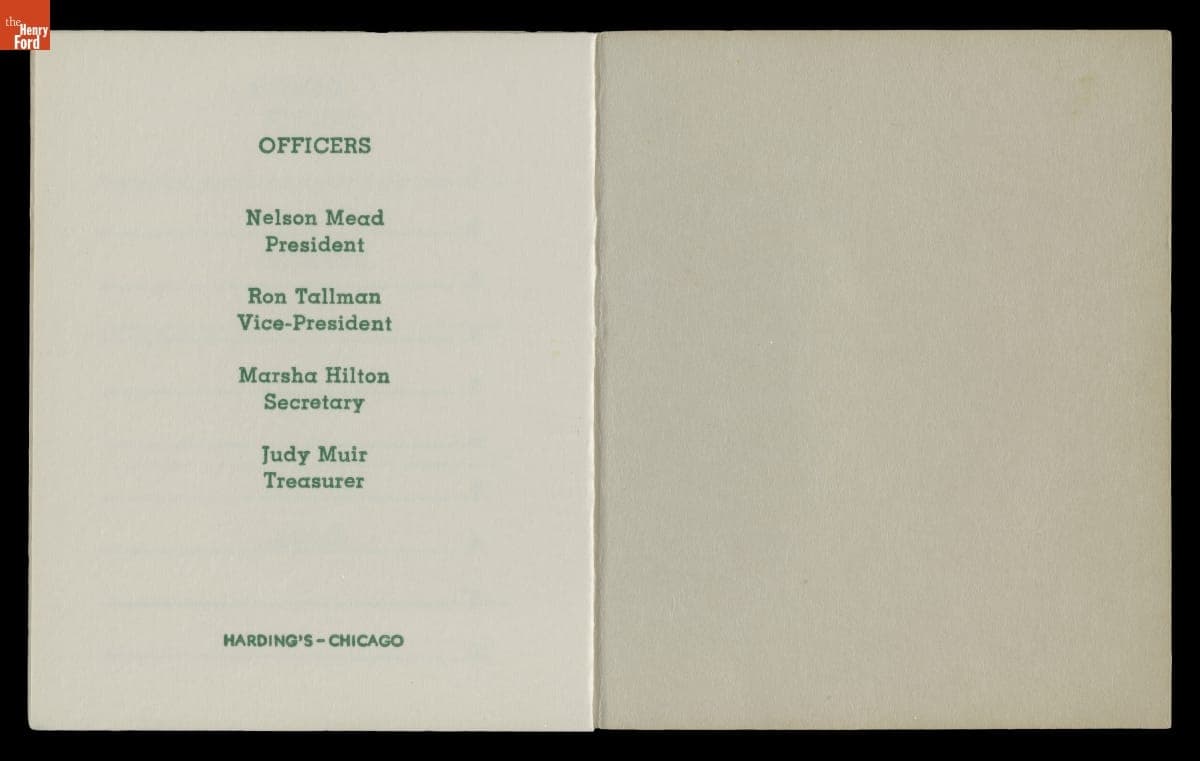 the
Henry
Ford
OFFICERS
Nelson Mead
President
Ron Tallman
Vice-President
Marsha Hilton
Secretary
Judy Muir
Treasurer
HARDING'S - CHICAGO